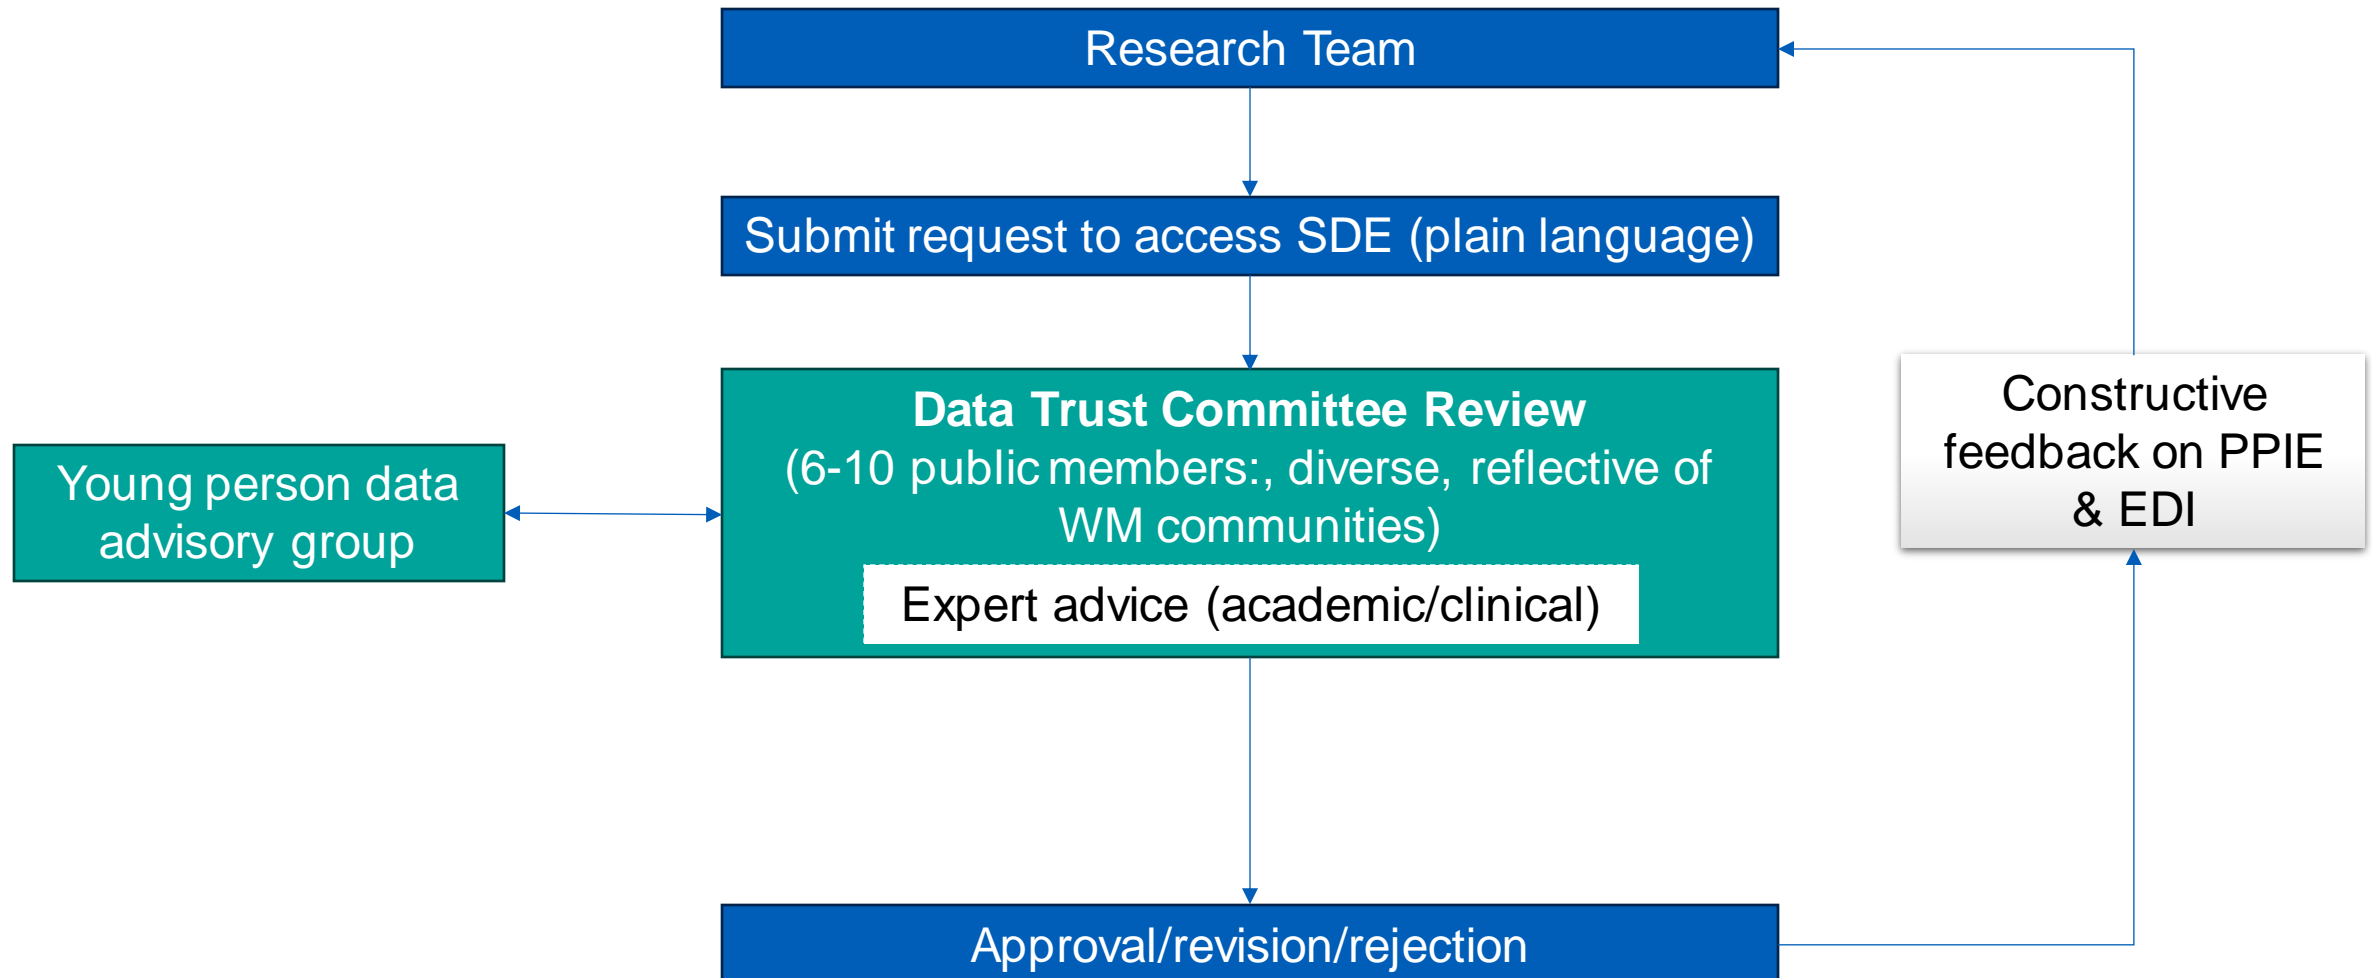 Research Team
Submit request to access SDE (plain language)
Data Trust Committee Review
(6-10 public members:, diverse, reflective of
WM communities)
Expert advice (academic/clinical)
Young person data
advisory group
Constructive
feedback on PPIE
& EDI
Approval/revision/rejection